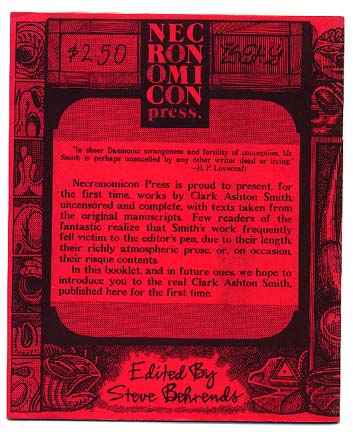 $2.50
NEC
RON
OMI
CON
press.
"In sheer Daemonic strangeness and fertility of conception, Mr.
Smith is perhaps unexcelled by any other writer dead or living."
—H. P. Lovecraft
Necronomicon Press is proud to present, for
the first time, works by Clark Ashton Smith,
uncensored and complete, with texts taken from
the original manuscripts. Few readers of the
fantastic realize that Smith's work frequently
fell victim to the editor's pen, due to their length,
their richly atmospheric prose, or, on occasion,
their risque contents.
In this booklet, and in future ones, we hope to
introduce you to the real Clark Ashton Smith,
published here for the first time.
Edited By
Steve Behrends